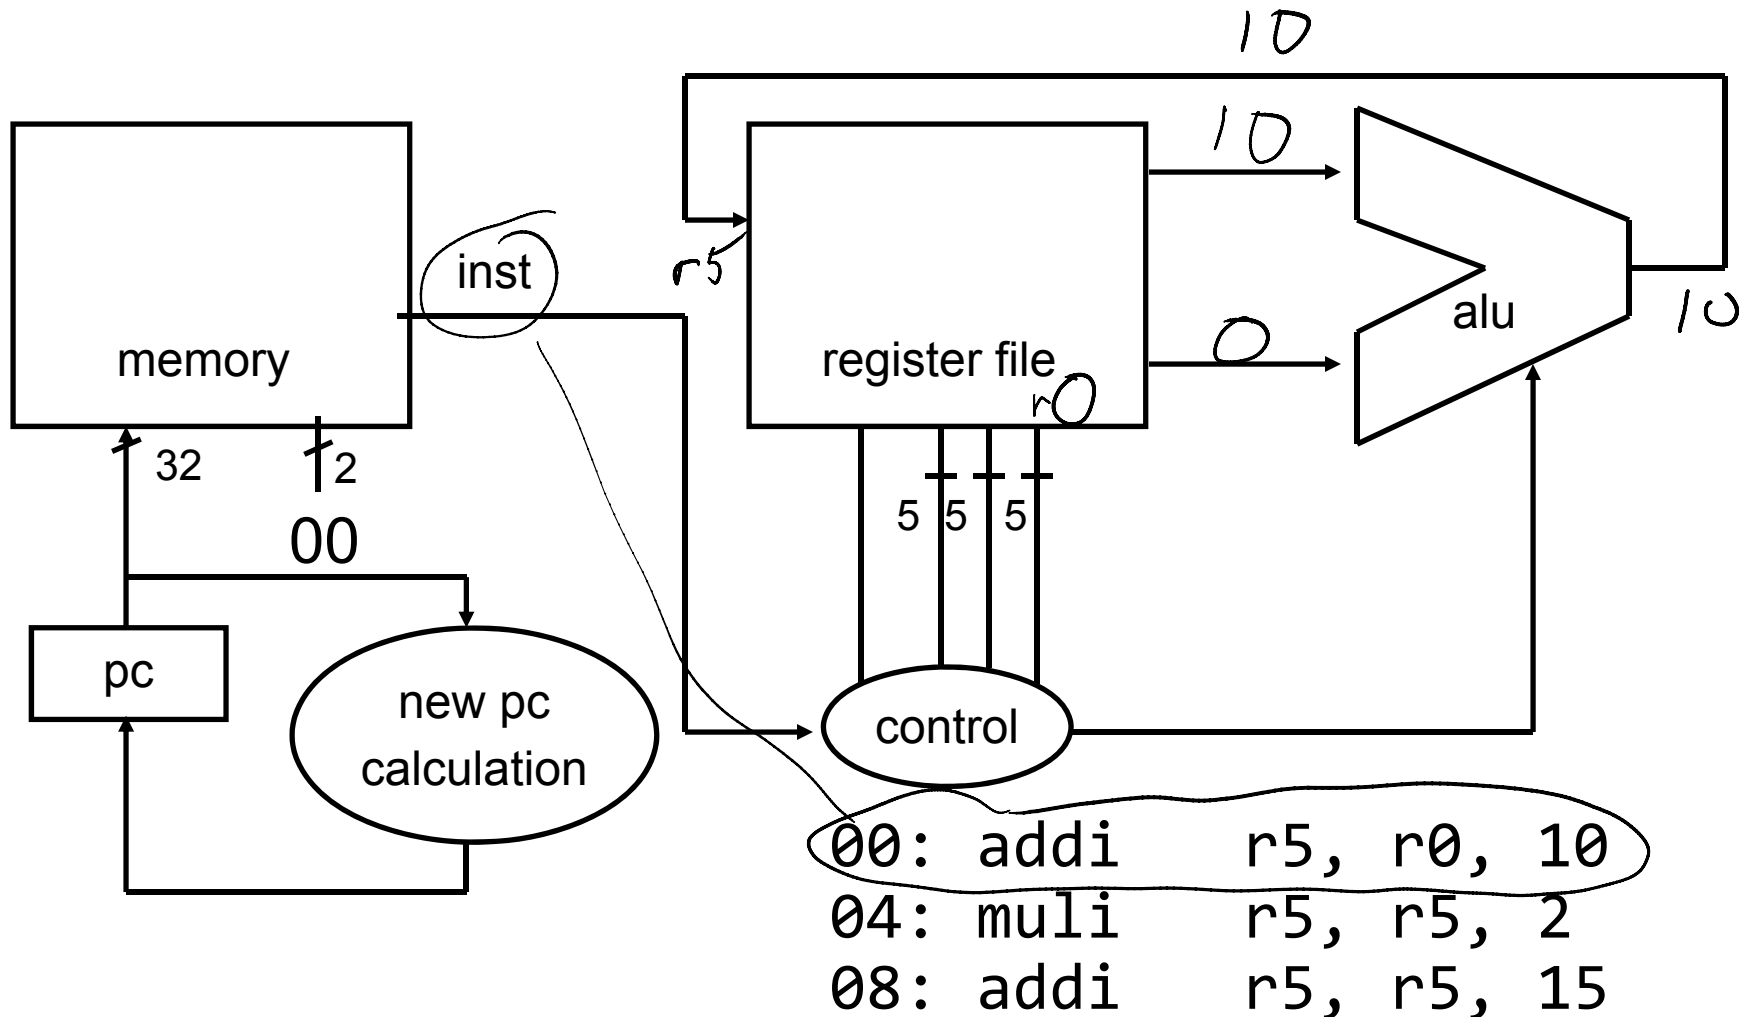 10
10
inst
r5
0
alu
10
memory
register file
r0
32
2
5 5 5
00
pc
new pc
calculation
control
00: addi r5, r0, 10
04: muli r5, r5, 2
08: addi r5, r5, 15